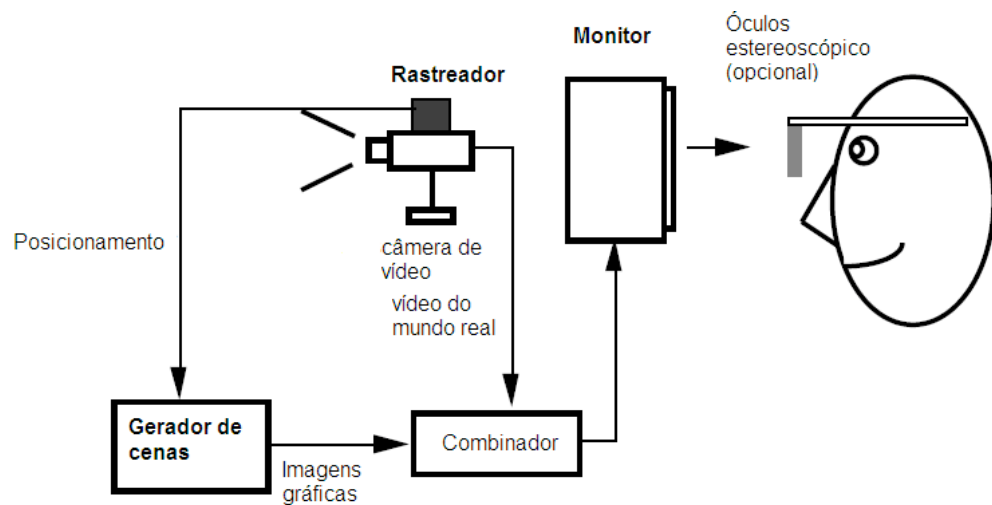 Óculos
estereoscópico
(opcional)
Monitor
Rastreador
Posicionamento
câmera de
vídeo
vídeo do
mundo real
Gerador de
cenas
Combinador
Imagens
gráficas